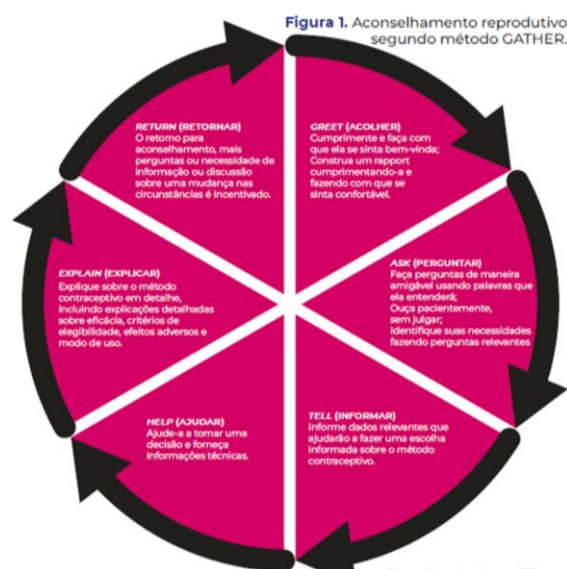 Figura 1. Aconselhamento reprodutivo
segundo método GATHER.
GREET (ACOLHER)
Cumprimente e faça com
que ela se sinta bem-vinda;
Construa um rapport
cumprimentando-a e
fazendo com que se
sinta confortável.
ASK (PERGUNTAR)
Faça perguntas de maneira
amigável usando palavras que
ela entenderá;
Ouça pacientemente,
sem julgar;
Identifique suas necessidades
fazendo perguntas relevantes
TELL (INFORMAR)
Informe dados relevantes que
ajudarão a fazer uma escolha
informada sobre o método
contraceptivo.
HELP (AJUDAR)
Ajude-a a tomar uma
decisão e forneça
informações técnicas.
EXPLAIN (EXPLICAR)
Explique sobre o método
contraceptivo em detalhe,
incluindo explicações detalhadas
sobre eficácia, critérios de
elegibilidade, efeitos adversos e
modo de uso.
RETURN (RETORNAR)
O retorno para
aconselhamento, mais
perguntas ou necessidade de
informação ou discussão
sobre uma mudança nas
circunstâncias é incentivado.